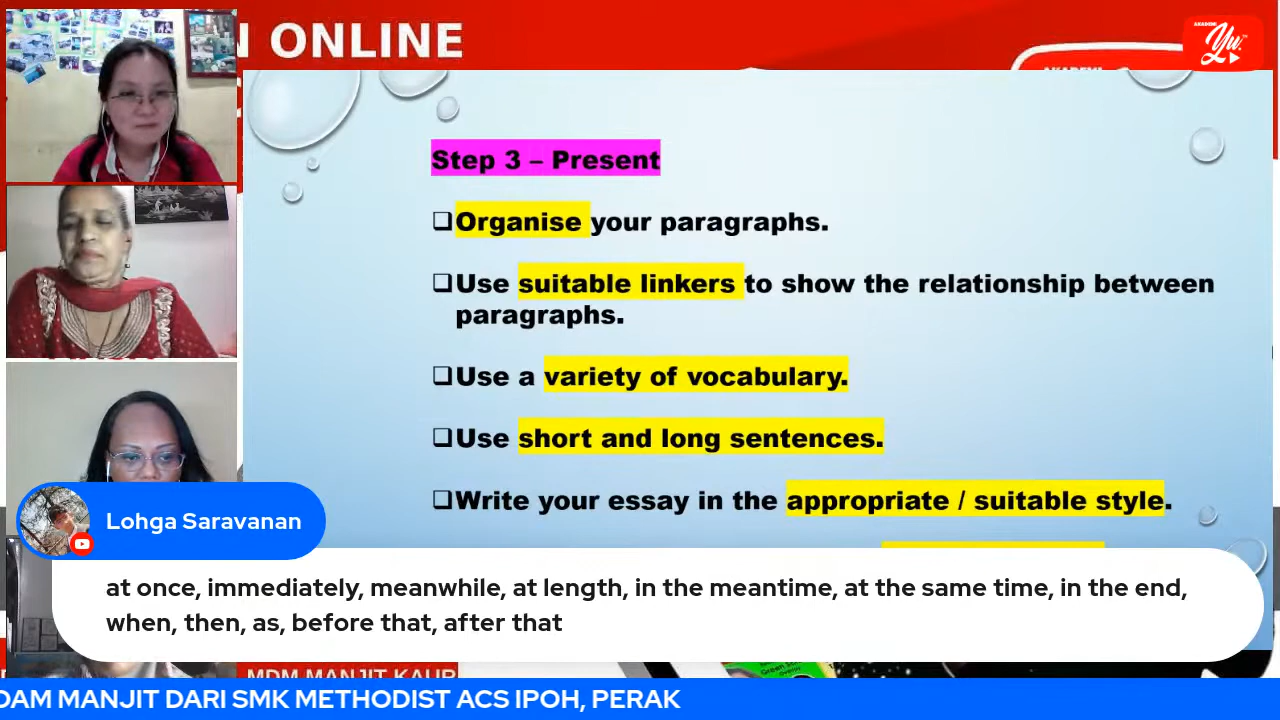 ONLINE
AKADEMI
Yu.
Step 3 – Present
Organise your paragraphs.
Use suitable linkers to show the relationship between
paragraphs.
Use a variety of vocabulary.
Use short and long sentences.
Write your essay in the appropriate / suitable style.
Lohga Saravanan
at once, immediately, meanwhile, at length, in the meantime, at the same time, in the end,
when, then, as, before that, after that
MDM MANJIT KAUR
DAM MANJIT DARI SMK METHODIST ACS IPOH, PERAK